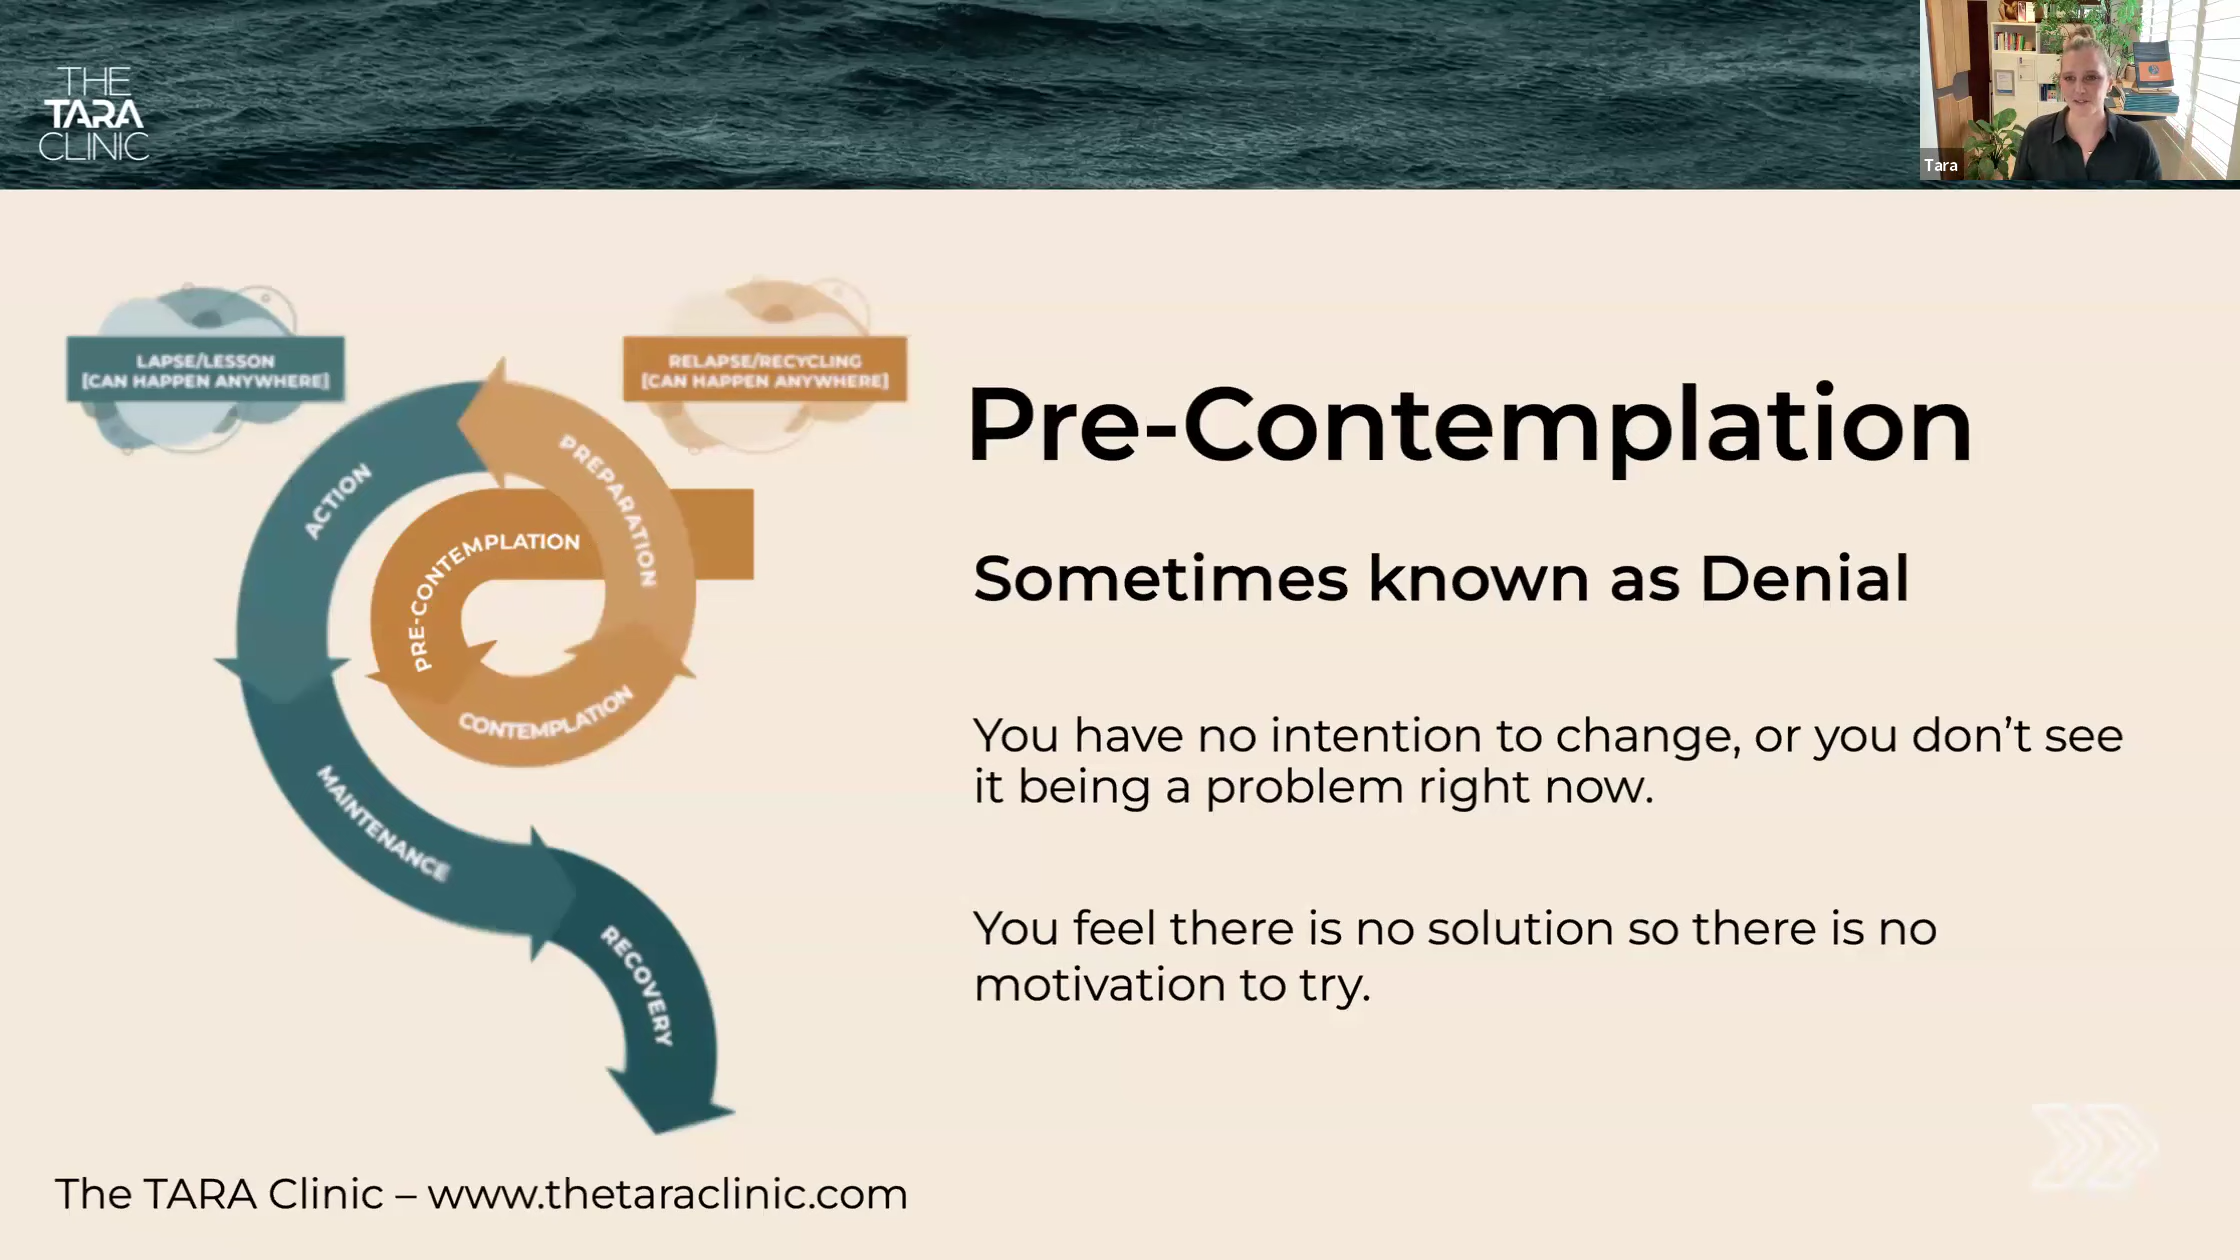 THE
TARA
CLINIC
Tara
LAPSE/LESSON
[CAN HAPPEN ANYWHERE]
RELAPSE/RECYCLING
[CAN HAPPEN ANYWHERE]
PRE-CONTEMPLATION
CONTEMPLATION
PREPARATION
ACTION
MAINTENANCE
RECOVERY
Pre-Contemplation
Sometimes known as Denial
You have no intention to change, or you don’t see
it being a problem right now.
You feel there is no solution so there is no
motivation to try.
The TARA Clinic – www.thetaraclinic.com